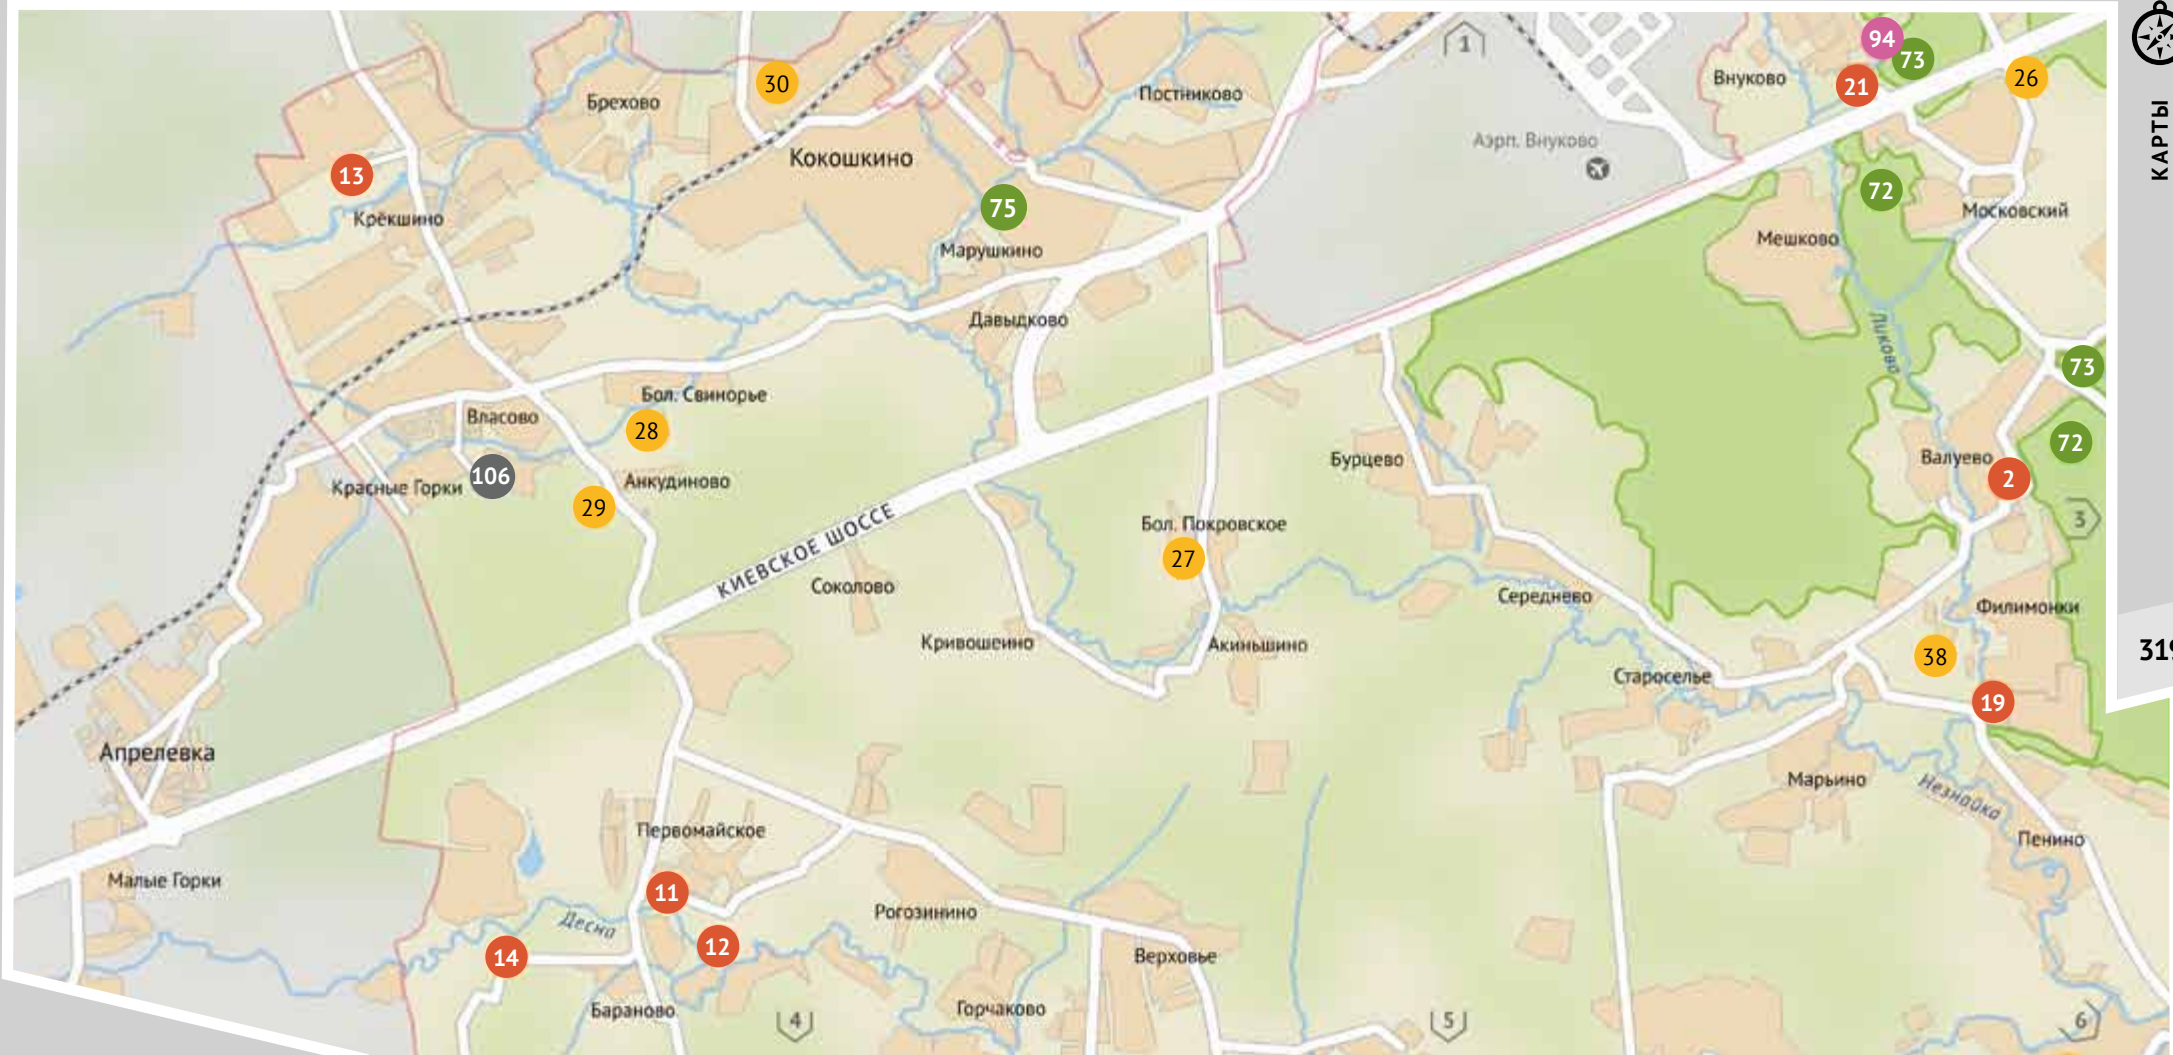 1
94
73
30
Внуково
21
26
Брехово
Постниково
КАРТЫ
Аэрп. Внуково
Кокошкино
13
72
75
Московский
Крёкшино
Мешково
Марушкино
Давыдково
Ликова
73
Бол. Свинорье
Власово
28
72
Валуево
Бурцево
106
2
Красные Горки
Анкудиново
29
3
Бол. Покровское
КИЕВСКОЕ ШОССЕ
27
Соколово
Середнево
Филимонки
Кривошеино
Акиньшино
38
319
Староселье
19
Апрелевка
Марьино
Незнайка
Первомайское
Пенино
Малые Горки
11
Рогозинино
Десна
12
14
Верховье
Бараново
Горчаково
4
5
6